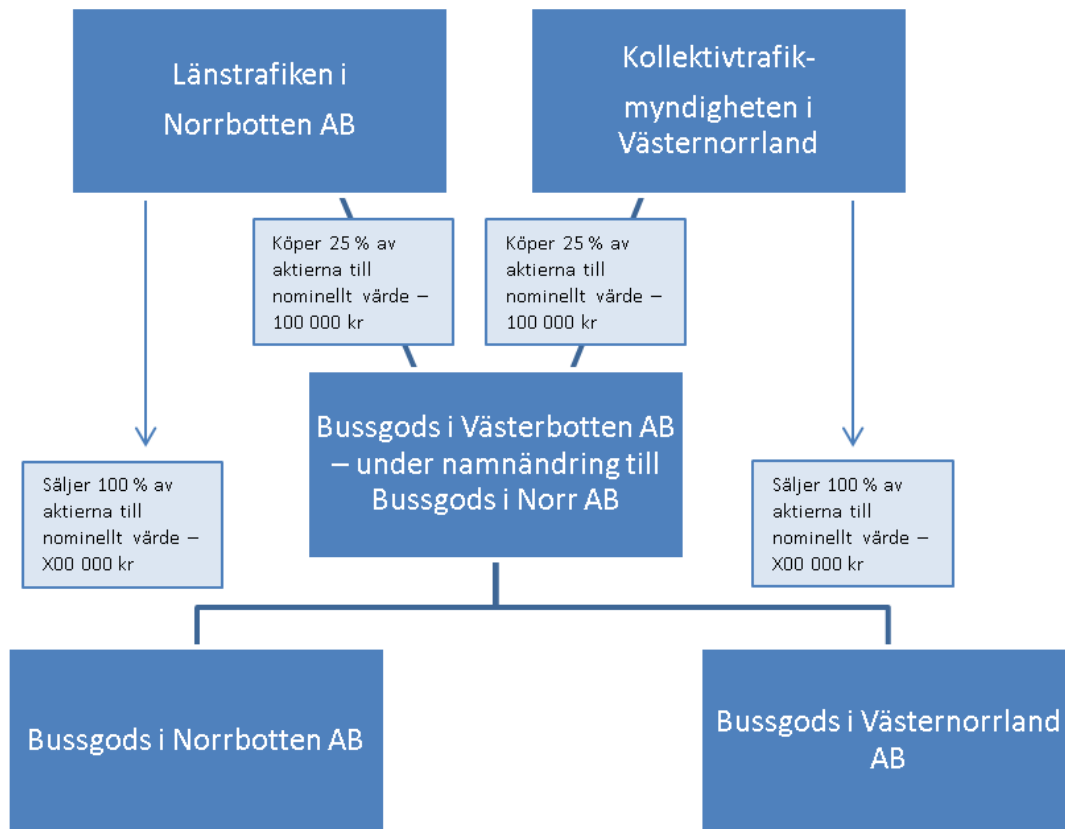 Länstrafiken i
Norrbotten AB
Kollektivtrafik-
myndigheten i
Västernorrland
Köper 25 % av
aktierna till
nominellt värde –
100 000 kr
Köper 25 % av
aktierna till
nominellt värde –
100 000 kr
Bussgods i Västerbotten AB
– under namnändring till
Bussgods i Norr AB
Säljer 100 % av
aktierna till
nominellt värde –
X00 000 kr
Säljer 100 % av
aktierna till
nominellt värde –
X00 000 kr
Bussgods i Norrbotten AB
Bussgods i Västernorrland
AB